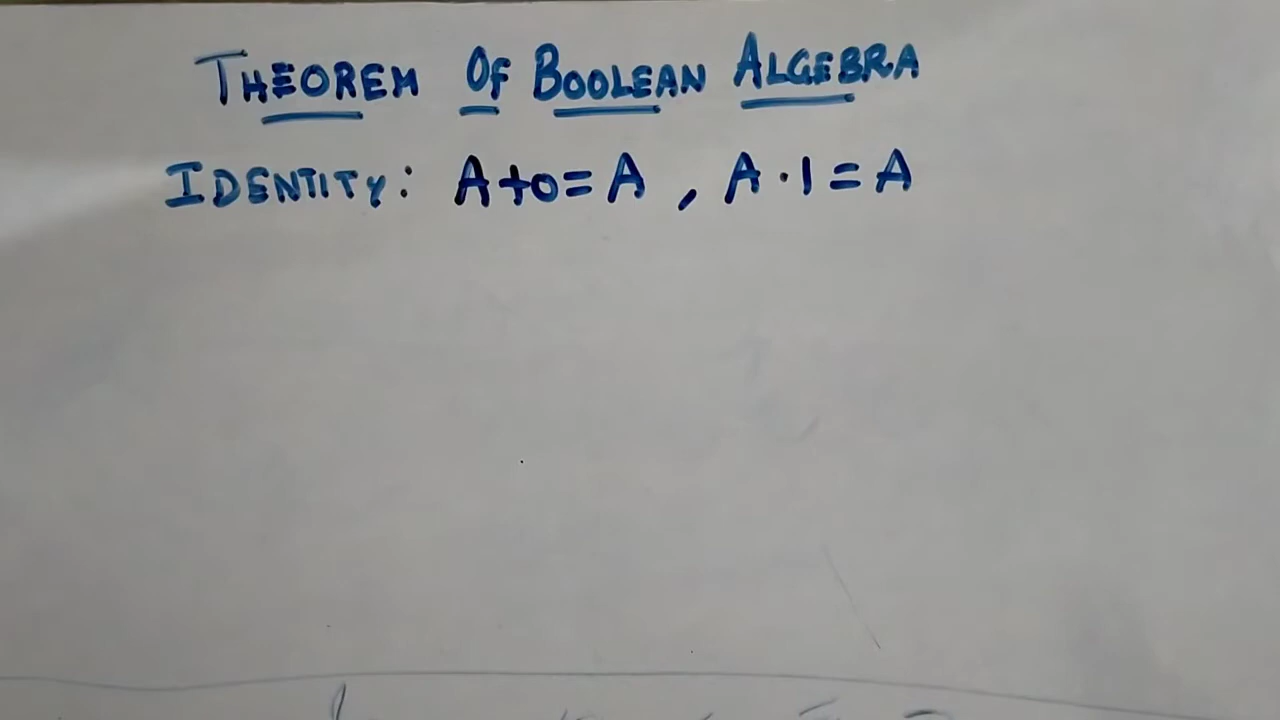 THEOREM OF BOOLEAN ALGEBRA
IDENTITY: A+0=A , A·1=A